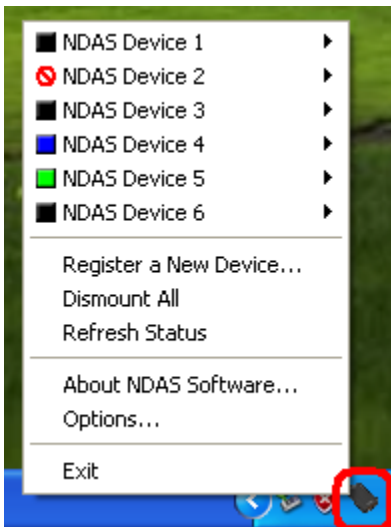 NDAS Device 1
NDAS Device 2
NDAS Device 3
NDAS Device 4
NDAS Device 5
NDAS Device 6
Register a New Device...
Dismount All
Refresh Status
About NDAS Software...
Options...
Exit